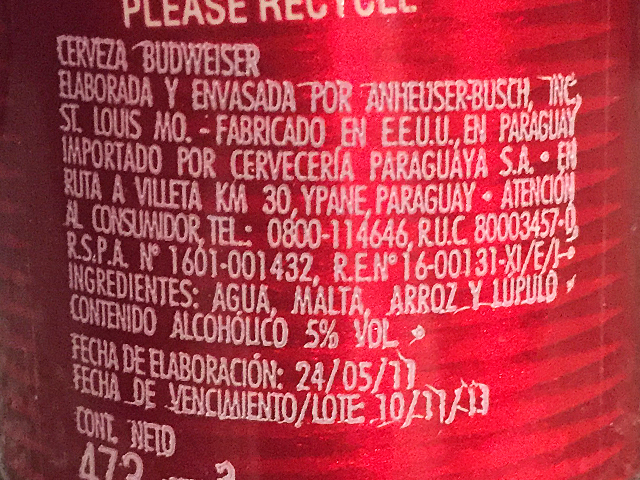 PLEASE RECYCLE
CERVEZA BUDWEISER
ELABORADA Y ENVASADA POR ANHEUSER-BUSCH, INC,
ST. LOUIS MO. - FABRICADO EN E.E.U.U., EN PARAGUAY
IMPORTADO POR CERVECERÍA PARAGUAYA S.A. • EN
RUTA A VILLETA KM 30, YPANE, PARAGUAY • ATENCIÓN
AL CONSUMIDOR, TEL.: 0800-114646, R.U.C. 80003457-0,
R.S.P.A. Nº 1601-001432, R.E.Nº 16-00131-XI/E/I
INGREDIENTES: AGUA, MALTA, ARROZ Y LÚPULO
CONTENIDO ALCOHÓLICO 5% VOL
FECHA DE ELABORACIÓN: 24/05/
FECHA DE VENCIMIENTO/LOTE
CONT. NETO
473